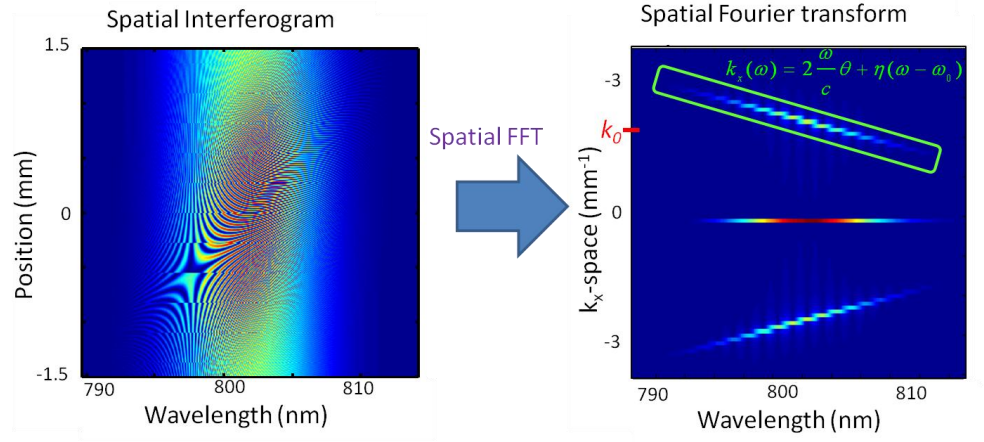 Spatial Interferogram
1.5
0
-1.5
Position (mm)
790
800
810
Wavelength (nm)
Spatial FFT
Spatial Fourier transform
k_x(ω) = 2 ω/c θ + η(ω − ω_0)
-3
k_0
0
-3
k_x-space (mm⁻¹)
790
800
810
Wavelength (nm)